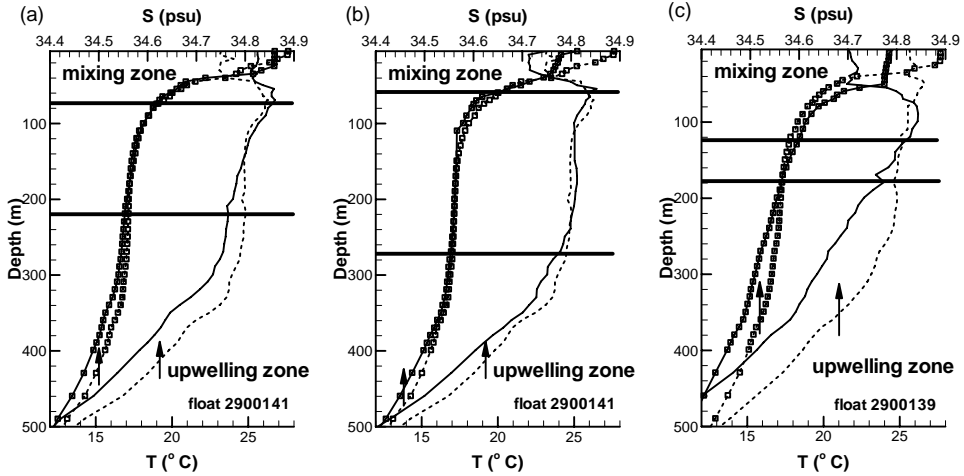 (a)
S (psu)
34.4 34.5 34.6 34.7 34.8 34.9
mixing zone
100
200
300
400
500
Depth (m)
upwelling zone
float 2900141
15 20 25
T (° C)
(b)
S (psu)
34.4 34.5 34.6 34.7 34.8 34.9
mixing zone
100
200
300
400
500
Depth (m)
upwelling zone
float 2900141
15 20 25
T (° C)
(c)
S (psu)
34.4 34.5 34.6 34.7 34.8 34.9
mixing zone
100
200
300
400
500
Depth (m)
upwelling zone
float 2900139
15 20 25
T (° C)